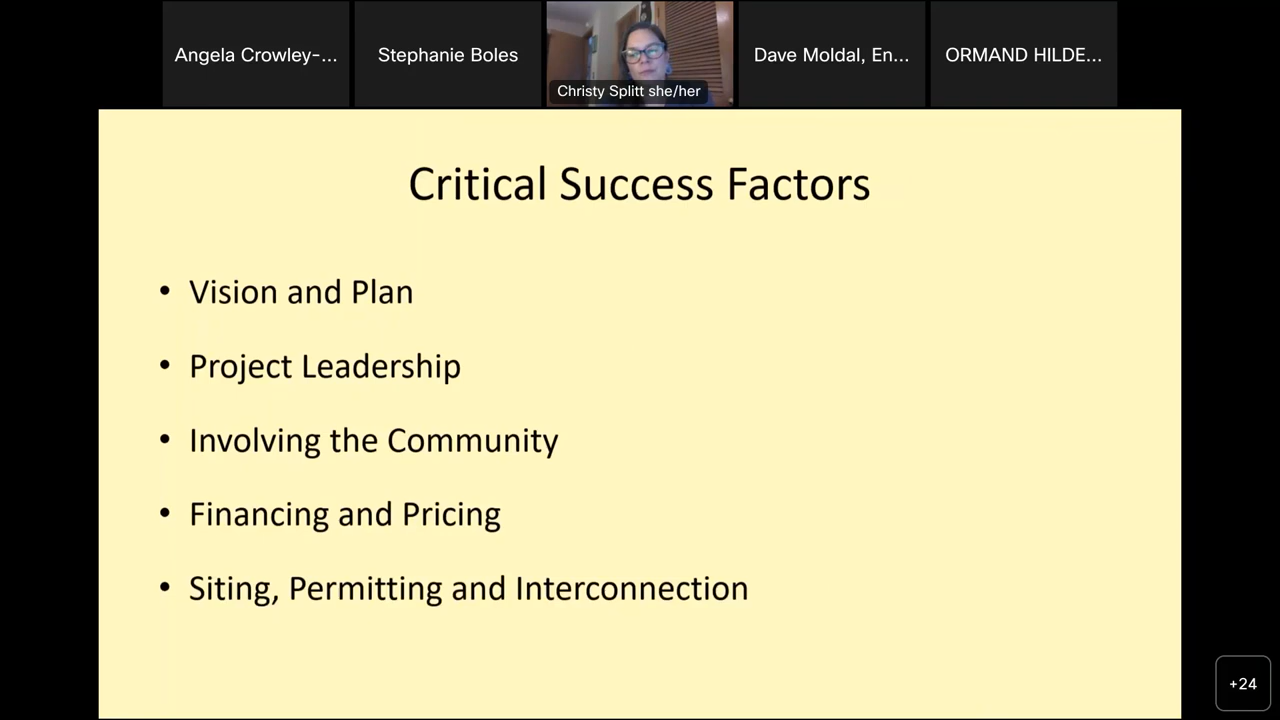 Angela Crowley-...
Stephanie Boles
Christy Splitt she/her
Dave Moldal, En...
ORMAND HILDE...
Critical Success Factors
• Vision and Plan
• Project Leadership
• Involving the Community
• Financing and Pricing
• Siting, Permitting and Interconnection
+24